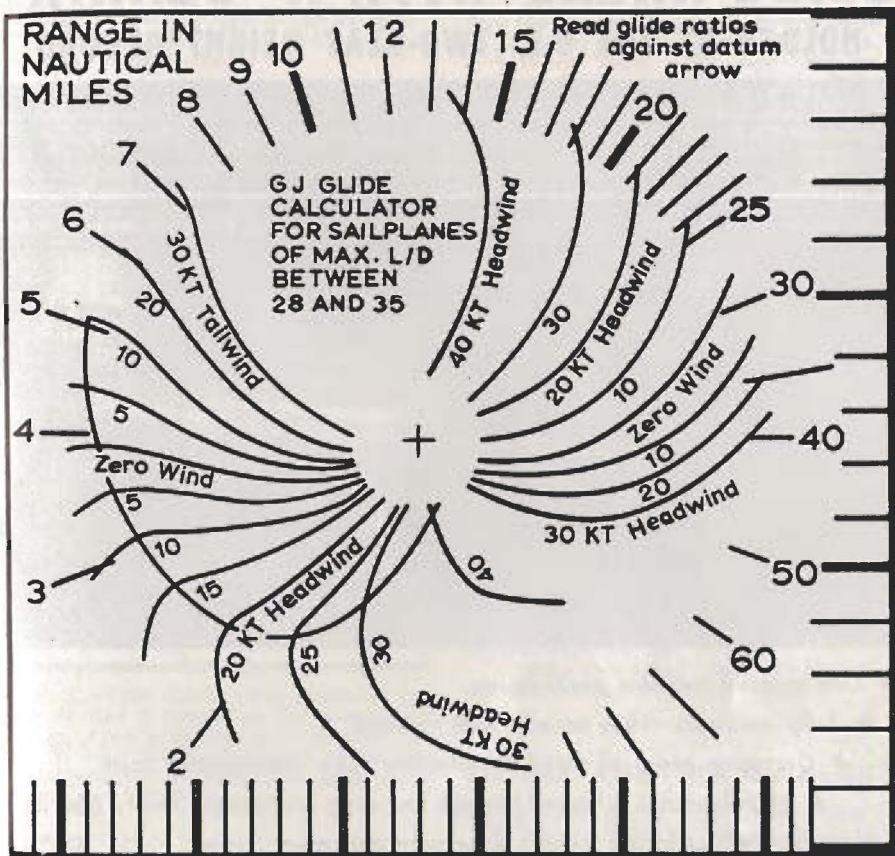 RANGE IN
NAUTICAL
MILES
Read glide ratios
against datum
arrow
2
3
4
5
6
7
8
9
10
12
15
20
25
30
40
50
60
GJ GLIDE
CALCULATOR
FOR SAILPLANES
OF MAX. L/D
BETWEEN
28 AND 35
30 KT Tailwind
20
10
5
Zero Wind
5
10
15
20 KT Headwind
25
30
30 KT
Headwind
40
40 KT Headwind
30
20 KT Headwind
10
Zero Wind
10
20
30 KT Headwind